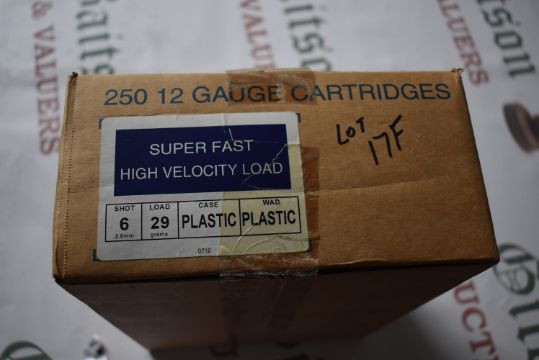 250 12 GAUGE CARTRIDGES
SUPER FAST
HIGH VELOCITY LOAD
LOT
17F
SHOT LOAD CASE WAD
6 29 PLASTIC PLASTIC
2.6mm grams
0712
& VALUERS
itson
VALUERS